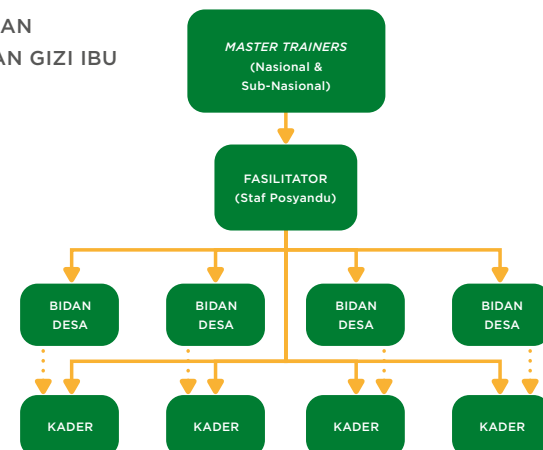 AN
AN GIZI IBU
MASTER TRAINERS
(Nasional &
Sub-Nasional)
FASILITATOR
(Staf Posyandu)
BIDAN
DESA
BIDAN
DESA
BIDAN
DESA
BIDAN
DESA
KADER
KADER
KADER
KADER